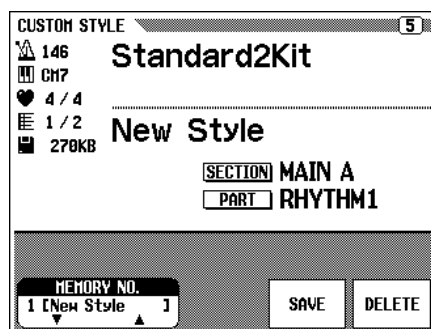 CUSTOM STYLE 5
146 Standard2Kit
CM7
4/4
1/2 New Style
270KB
SECTION MAIN A
PART RHYTHM1
MEMORY NO.
1 [New Style ]
SAVE DELETE